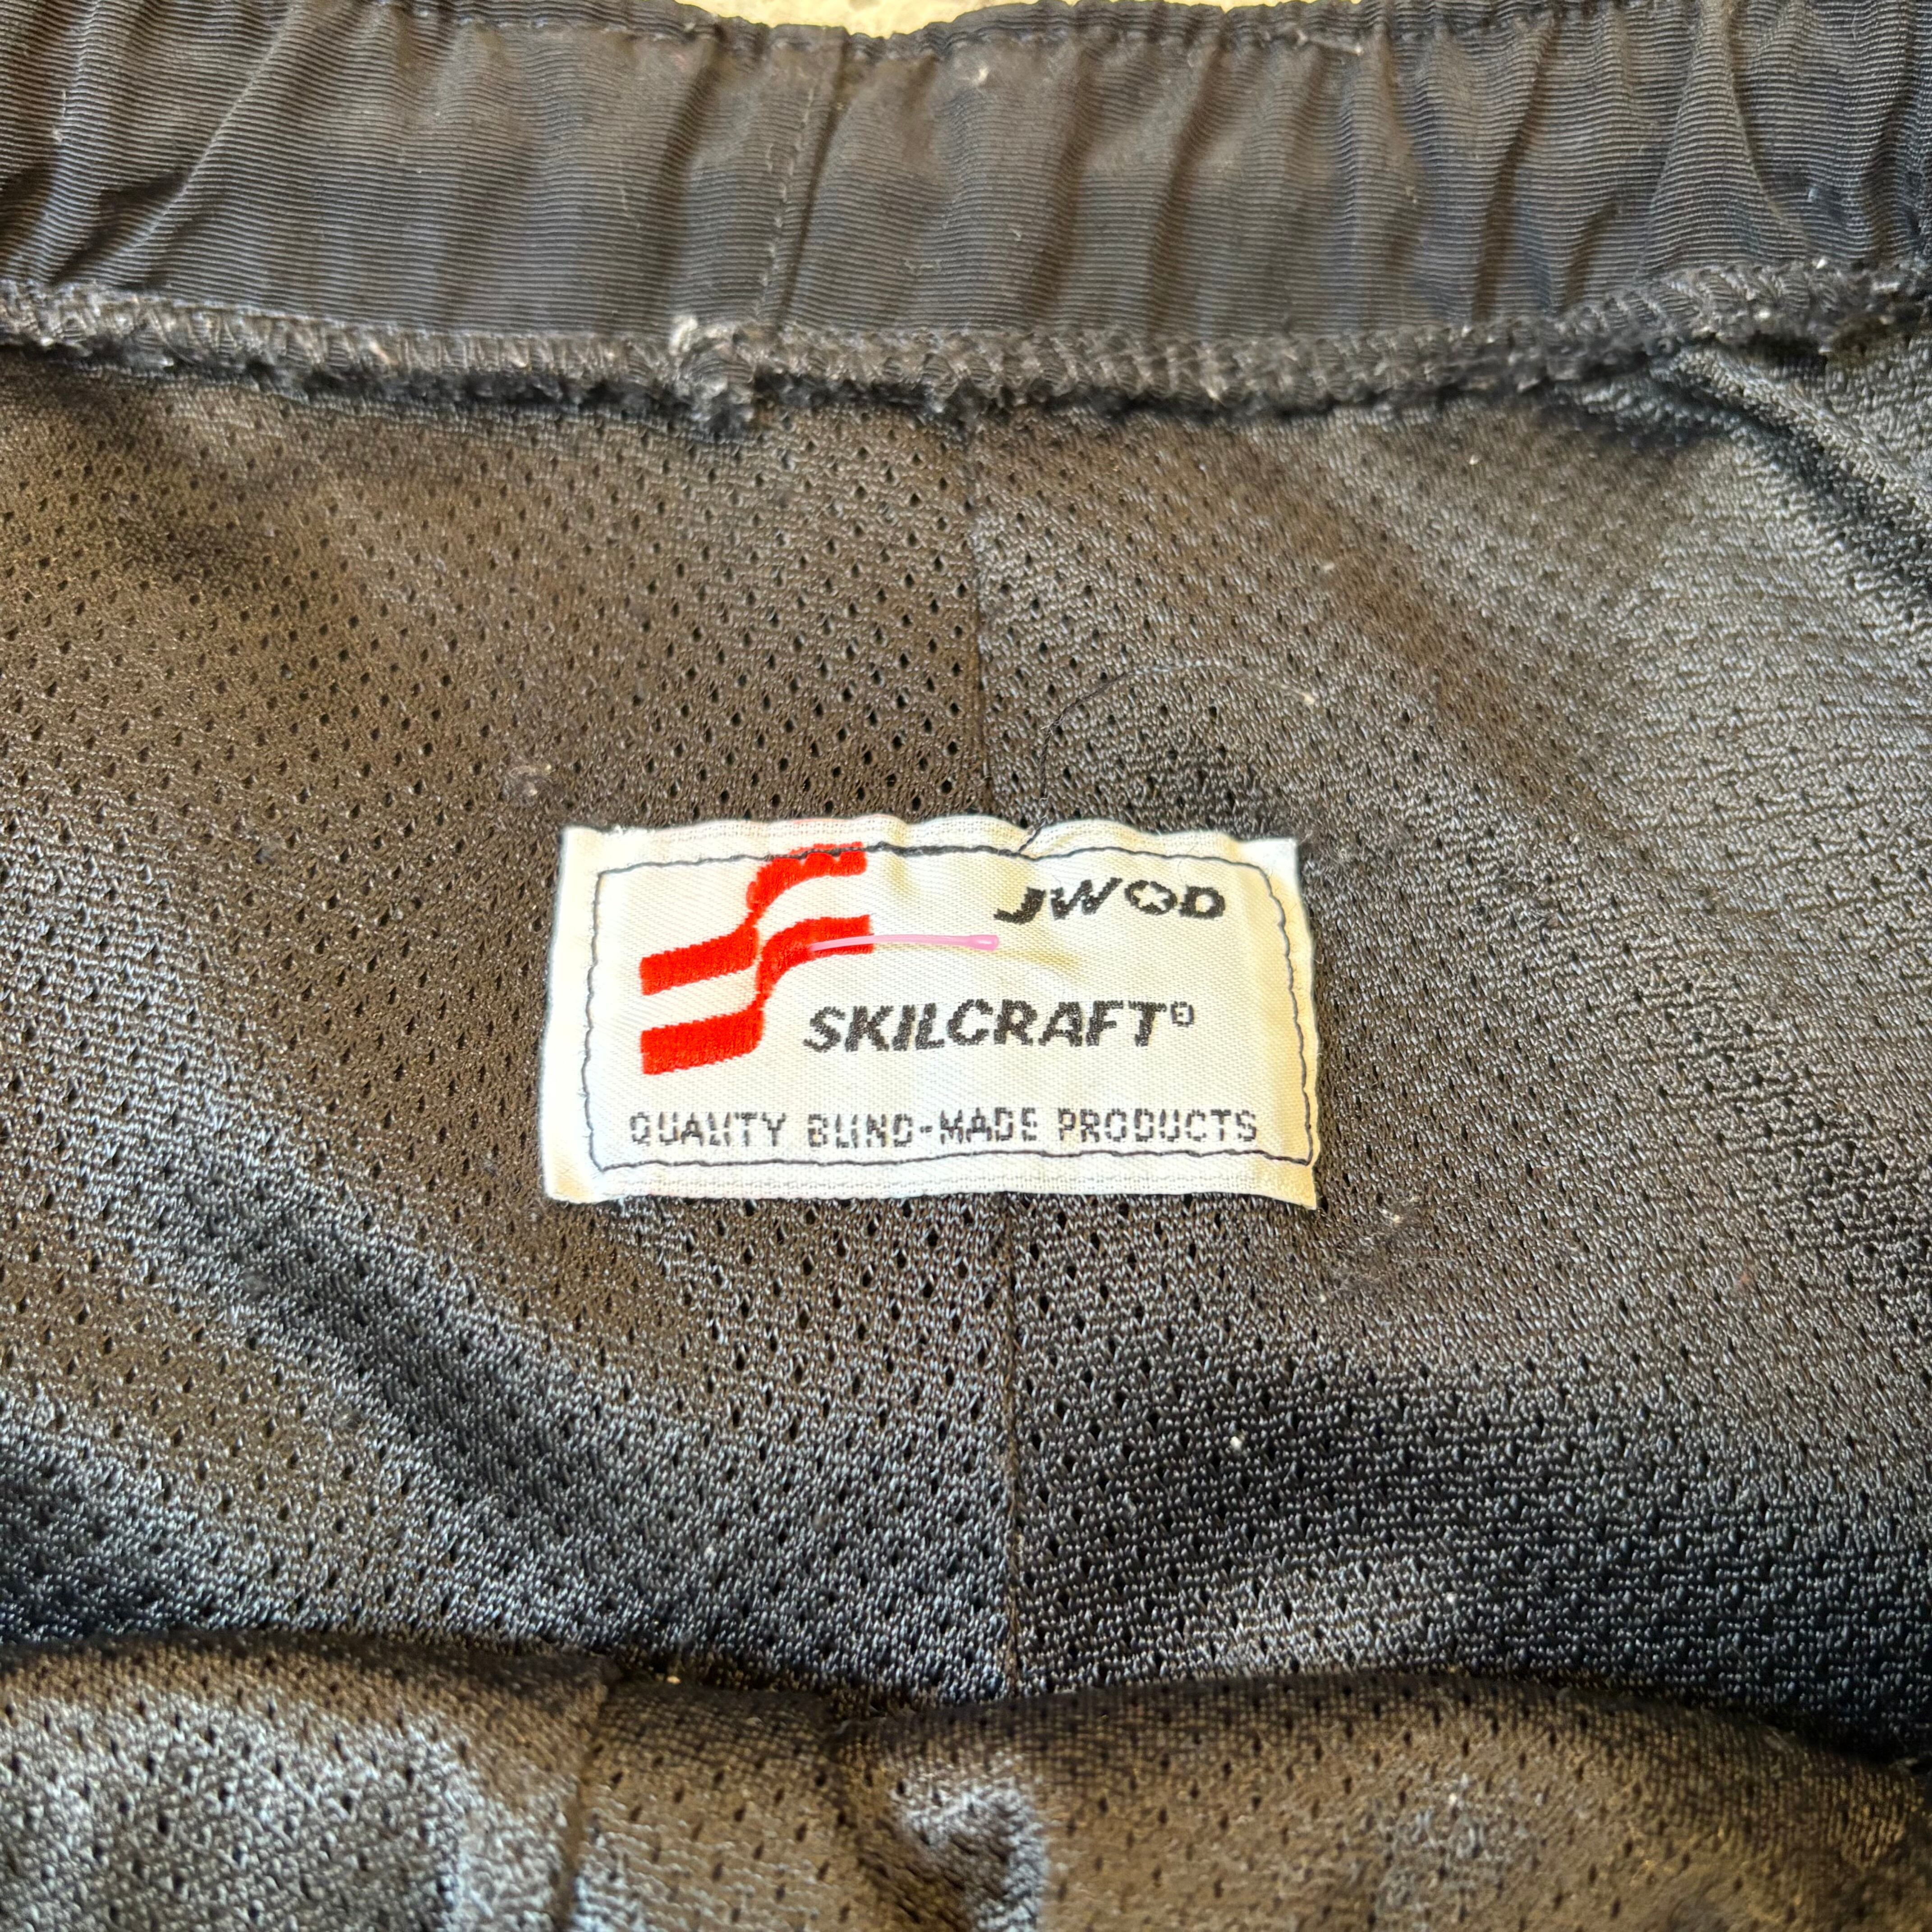 JWOD
SKILCRAFT®
QUALITY BLIND-MADE PRODUCTS